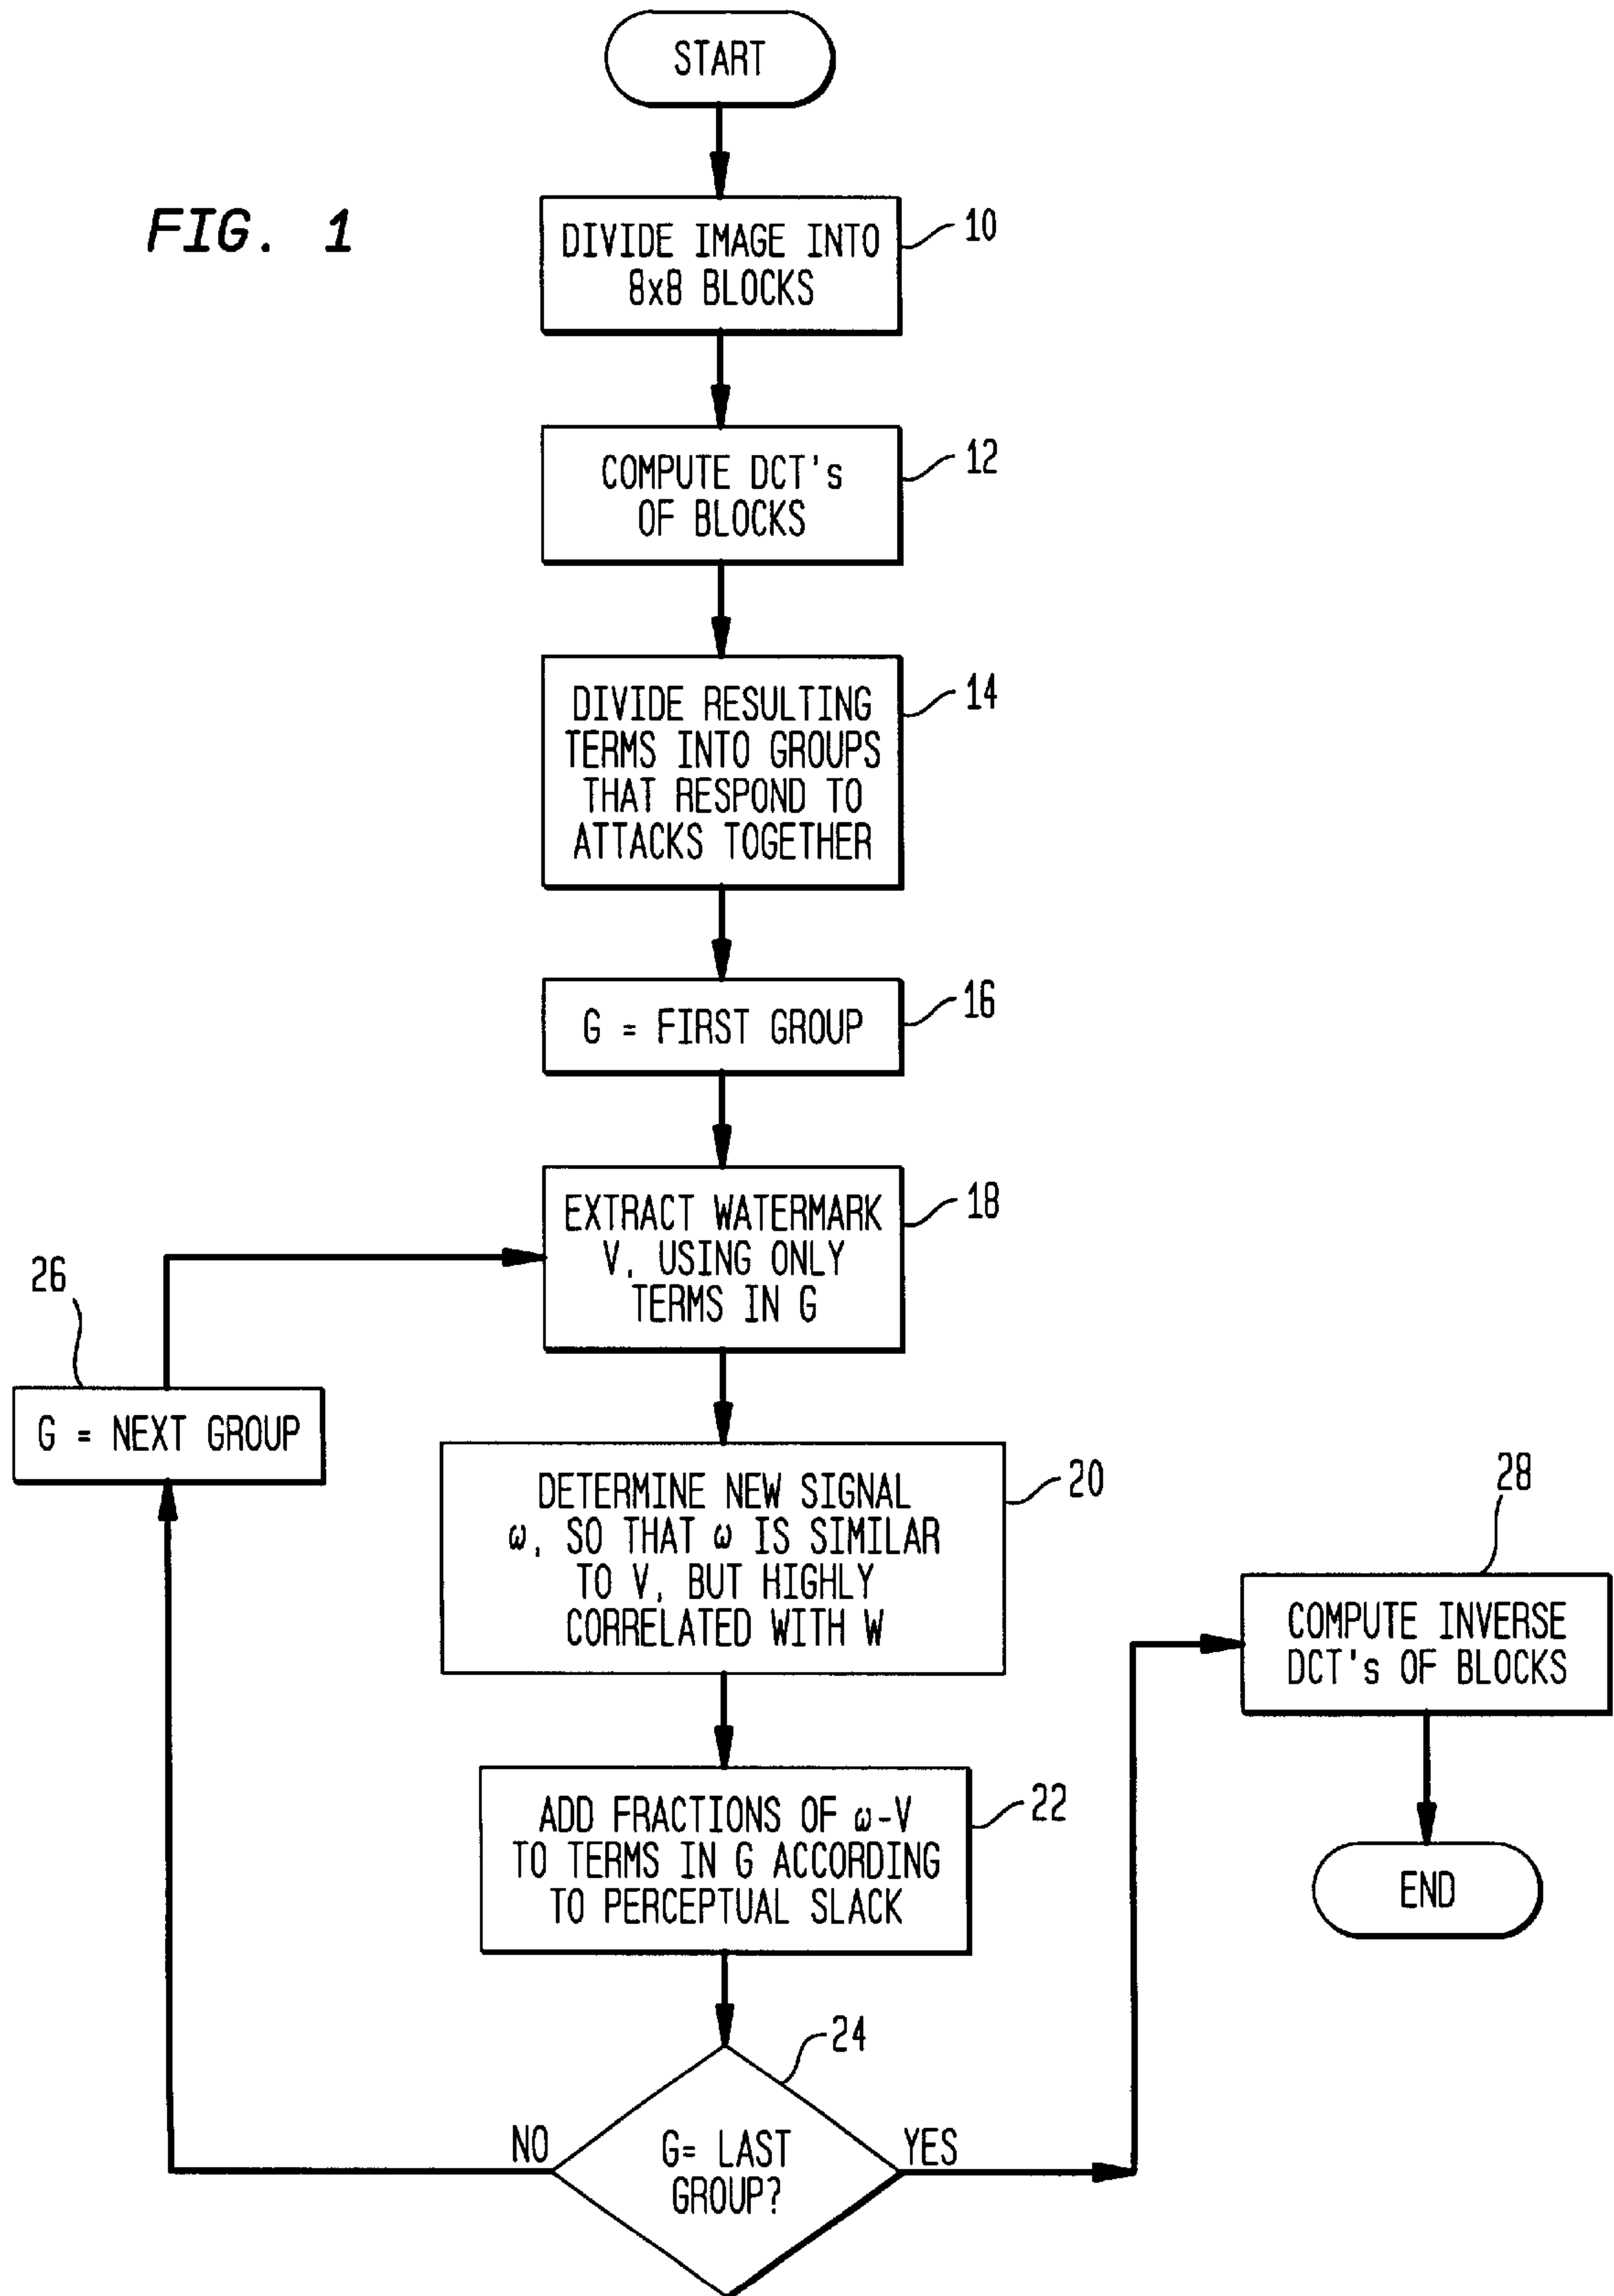 START
FIG. 1
DIVIDE IMAGE INTO
8x8 BLOCKS
10
COMPUTE DCT's
OF BLOCKS
12
DIVIDE RESULTING
TERMS INTO GROUPS
THAT RESPOND TO
ATTACKS TOGETHER
14
G = FIRST GROUP
16
EXTRACT WATERMARK
V, USING ONLY
TERMS IN G
18
26
G = NEXT GROUP
DETERMINE NEW SIGNAL
ω, SO THAT ω IS SIMILAR
TO V, BUT HIGHLY
CORRELATED WITH W
20
28
COMPUTE INVERSE
DCT's OF BLOCKS
ADD FRACTIONS OF ω-V
TO TERMS IN G ACCORDING
TO PERCEPTUAL SLACK
22
END
24
NO
G= LAST
GROUP?
YES